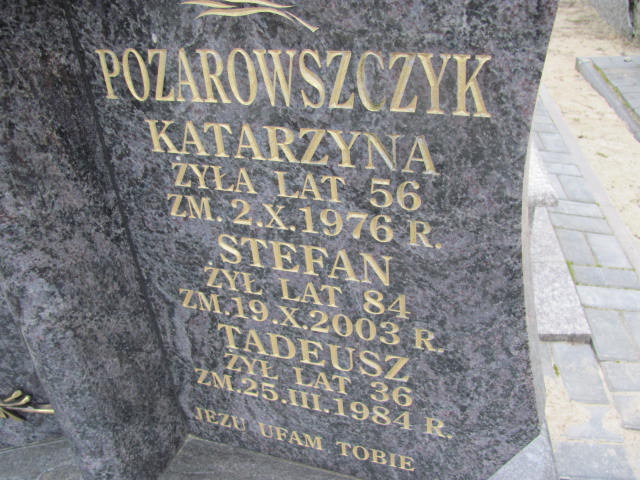 POŻAROWSZCZYK
KATARZYNA
ŻYŁA LAT 56
ZM. 2.X.1976 R.
STEFAN
ŻYŁ LAT 84
ZM.19.X.2003 R.
TADEUSZ
ŻYŁ LAT 36
ZM.25.III.1984 R.
JEZU UFAM TOBIE